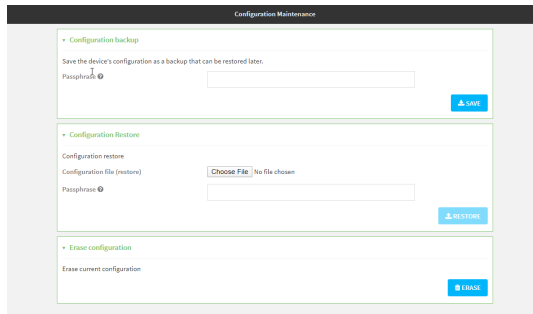 Configuration Maintenance
Configuration backup
Save the device's configuration as a backup that can be restored later.
Passphrase
SAVE
Configuration Restore
Configuration restore
Configuration file (restore) Choose File No file chosen
Passphrase
RESTORE
Erase configuration
Erase current configuration
ERASE